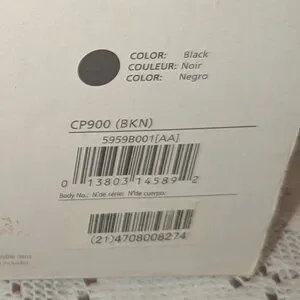 COLOR: Black
COULEUR: Noir
COLOR: Negro
CP900 (BKN)
5959B001[AA]
0 13803 14589 2
Body No.: N°de série: N°de cuerpo:
(21)4708008274